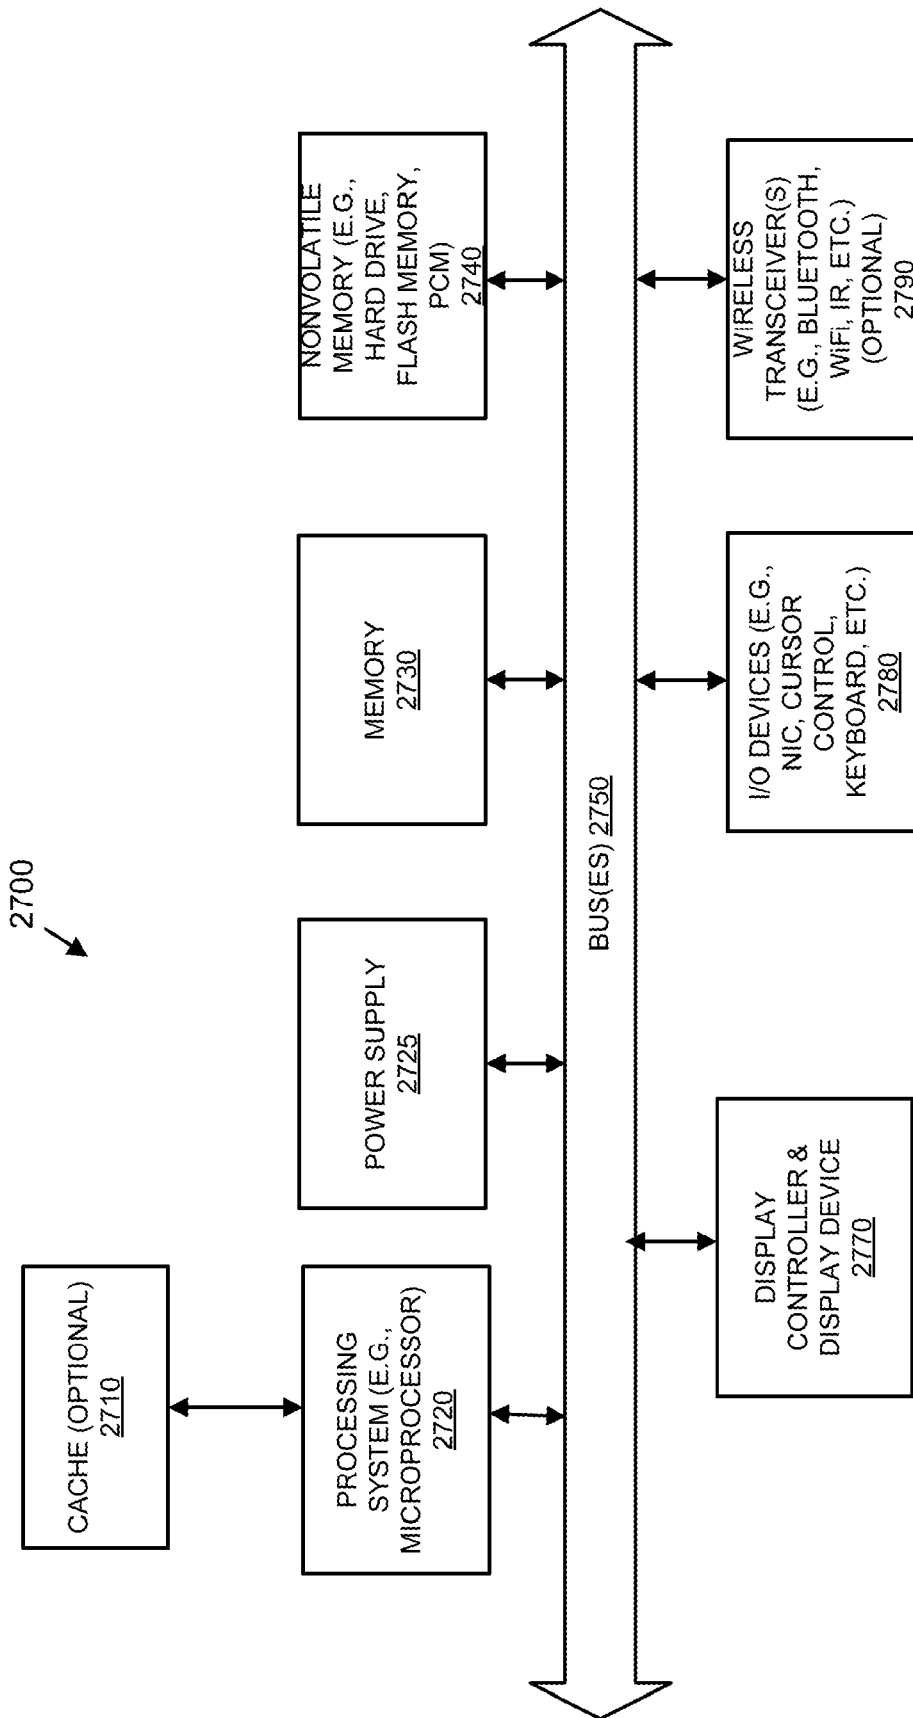 2700
CACHE (OPTIONAL)
2710
PROCESSING
SYSTEM (E.G.,
MICROPROCESSOR)
2720
POWER SUPPLY
2725
MEMORY
2730
NONVOLATILE
MEMORY (E.G.,
HARD DRIVE,
FLASH MEMORY,
PCM)
2740
BUS(ES) 2750
DISPLAY
CONTROLLER &
DISPLAY DEVICE
2770
I/O DEVICES (E.G.,
NIC, CURSOR
CONTROL,
KEYBOARD, ETC.)
2780
WIRELESS
TRANSCEIVER(S)
(E.G., BLUETOOTH,
WiFi, IR, ETC.)
(OPTIONAL)
2790